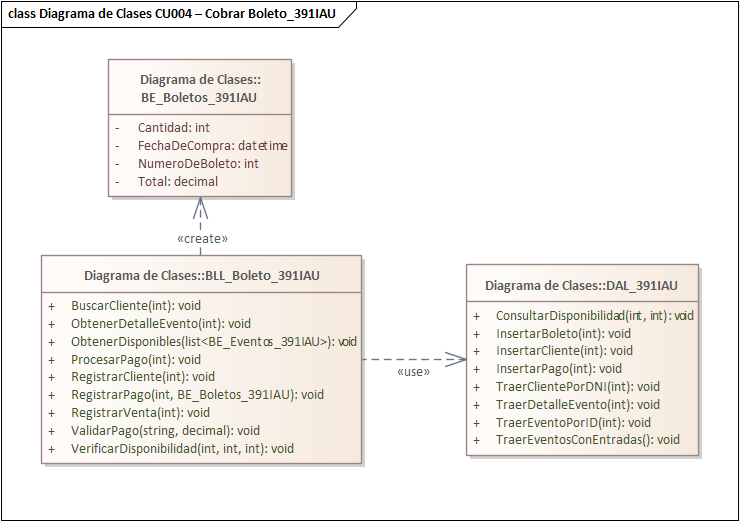 class Diagrama de Clases CU004 – Cobrar Boleto_391IAU
Diagrama de Clases::
BE_Boletos_391IAU
- Cantidad: int
- FechaDeCompra: datetime
- NumeroDeBoleto: int
- Total: decimal
«create»
Diagrama de Clases::BLL_Boleto_391IAU
+ BuscarCliente(int): void
+ ObtenerDetalleEvento(int): void
+ ObtenerDisponibles(list<BE_Eventos_391IAU>): void
+ ProcesarPago(int): void
+ RegistrarCliente(int): void
+ RegistrarPago(int, BE_Boletos_391IAU): void
+ RegistrarVenta(int): void
+ ValidarPago(string, decimal): void
+ VerificarDisponibilidad(int, int, int): void
«use»
Diagrama de Clases::DAL_391IAU
+ ConsultarDisponibilidad(int, int): void
+ InsertarBoleto(int): void
+ InsertarCliente(int): void
+ InsertarPago(int): void
+ TraerClientePorDNI(int): void
+ TraerDetalleEvento(int): void
+ TraerEventoPorID(int): void
+ TraerEventosConEntradas(): void